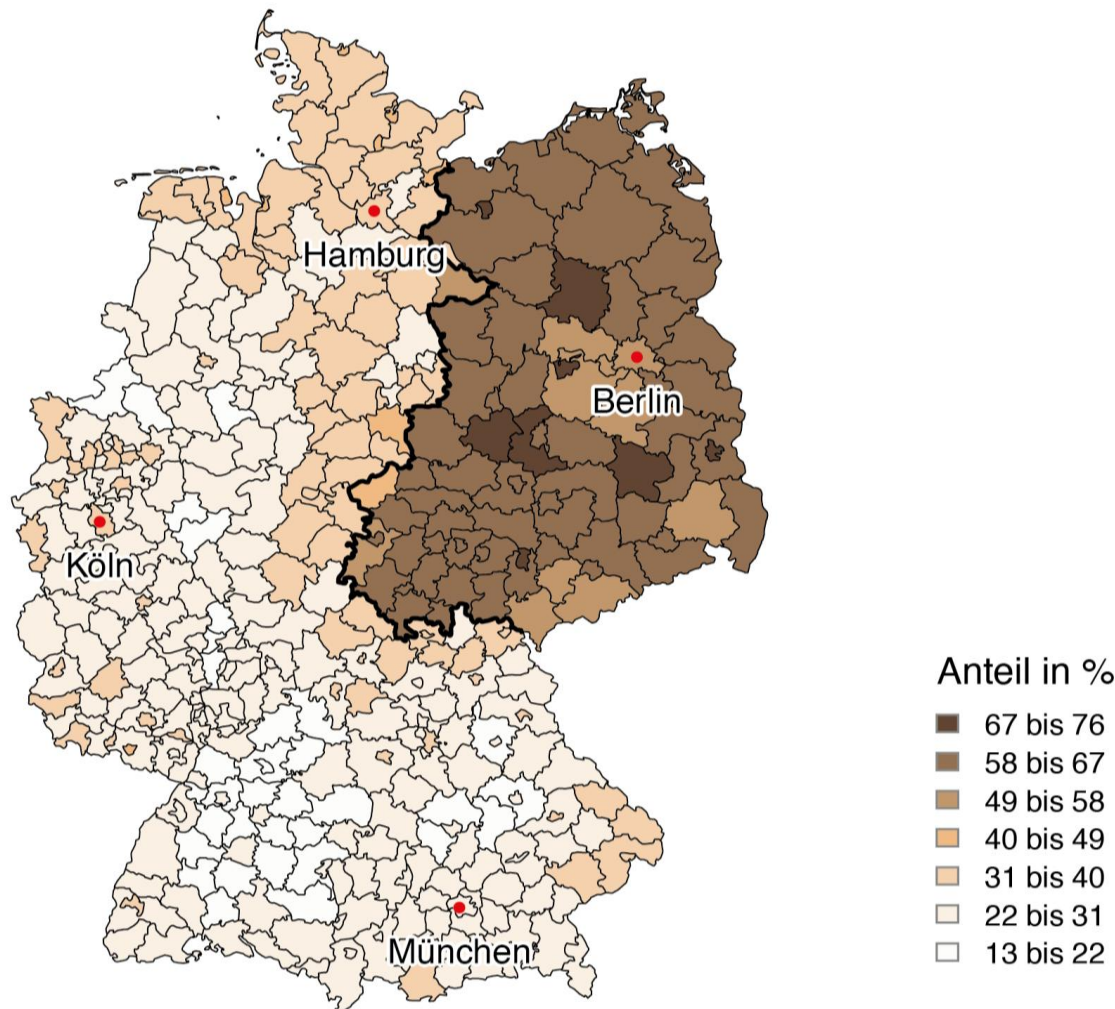 Hamburg
Berlin
Köln
München
Anteil in %
67 bis 76
58 bis 67
49 bis 58
40 bis 49
31 bis 40
22 bis 31
13 bis 22